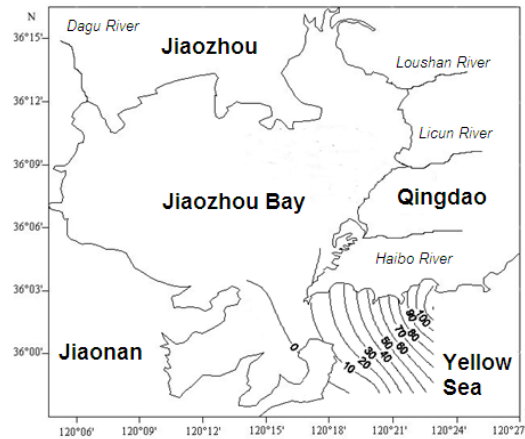 N
Dagu River
36°15'
Jiaozhou
Loushan River
36°12'
Licun River
36°09'
Jiaozhou Bay
Qingdao
36°06'
Haibo River
36°03'
90
100
70
80
50
60
0
30
40
20
10
36°00'
Jiaonan
Yellow
Sea
120°06'
120°09'
120°12'
120°15'
120°18'
120°21'
120°24'
120°27